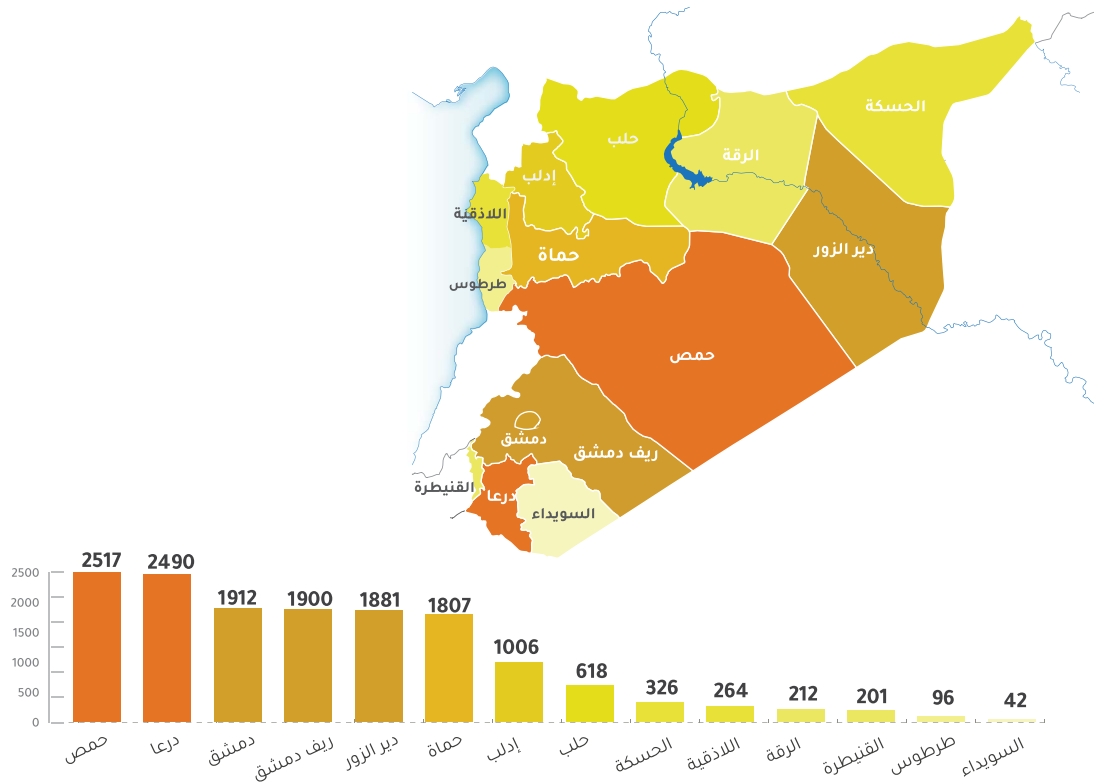 الحسكة
حلب
الرقة
إدلب
اللاذقية
حماة
دير الزور
طرطوس
حمص
دمشق
ريف دمشق
القنيطرة
درعا
السويداء
2517
2490
1912
1900
1881
1807
1006
618
326
264
212
201
96
42
2500
2000
1500
1000
500
0
حمص
درعا
دمشق
ريف دمشق
دير الزور
حماة
إدلب
حلب
الحسكة
اللاذقية
الرقة
القنيطرة
طرطوس
السويداء